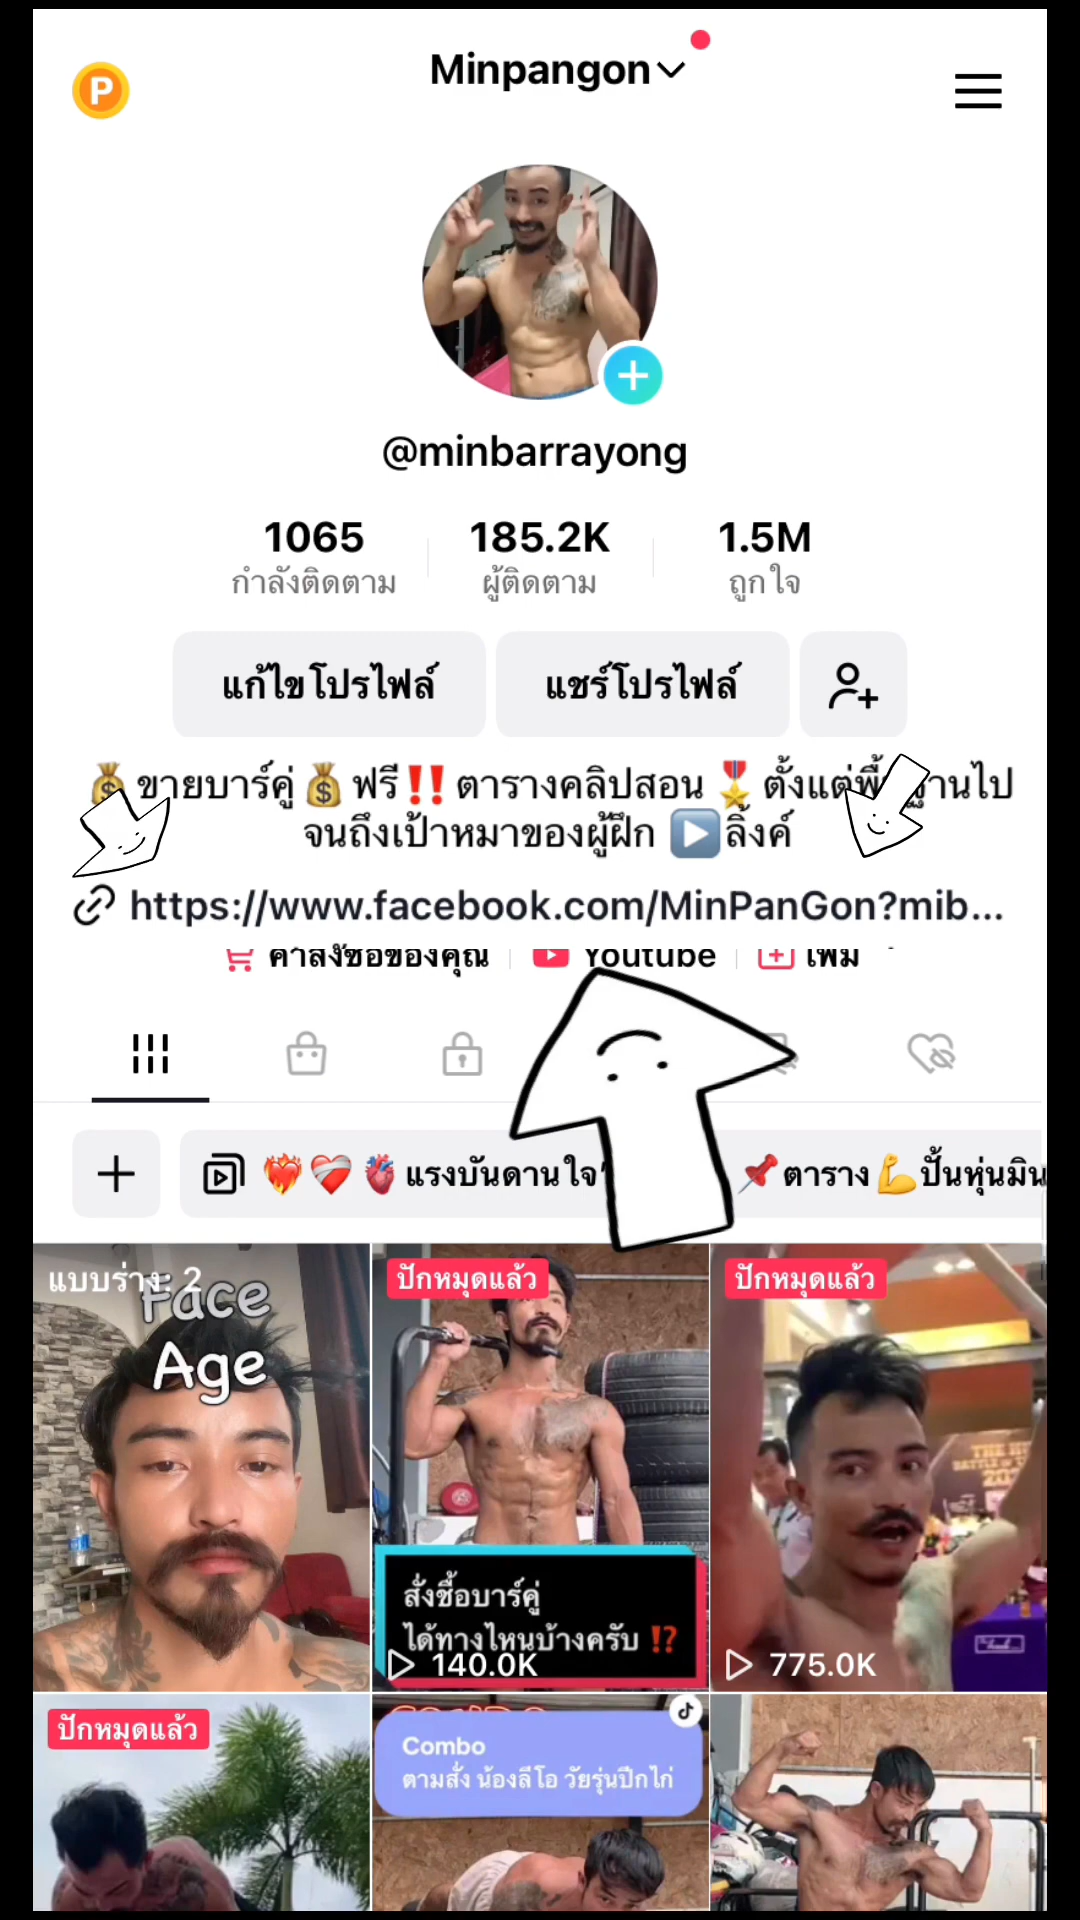 P
Minpangon
@minbarrayong
1065 185.2K 1.5M
กำลังติดตาม ผู้ติดตาม ถูกใจ
แก้ไขโปรไฟล์ แชร์โปรไฟล์
💰ขายบาร์คู่💰ฟรี‼️ตารางคลิปสอน🎖️ตั้งแต่พื้นฐานไป
จนถึงเป้าหมาของผู้ฝึก ▶️ลิ้งค์
https://www.facebook.com/MinPanGon?mib...
คำสั่งซื้อของคุณ Youtube เพิ่ม
❤️‍🔥❤️‍🩹🫀แรงบันดานใจ 📌ตาราง💪ปั้นหุ่นมิน
แบบร่าง: 2
Face
Age
ปักหมุดแล้ว
สั่งซื้อบาร์คู่
ได้ทางไหนบ้างครับ ⁉️
140.0K
ปักหมุดแล้ว
775.0K
ปักหมุดแล้ว
Combo
ตามสั่ง น้องลีโอ วัยรุ่นปีกไก่